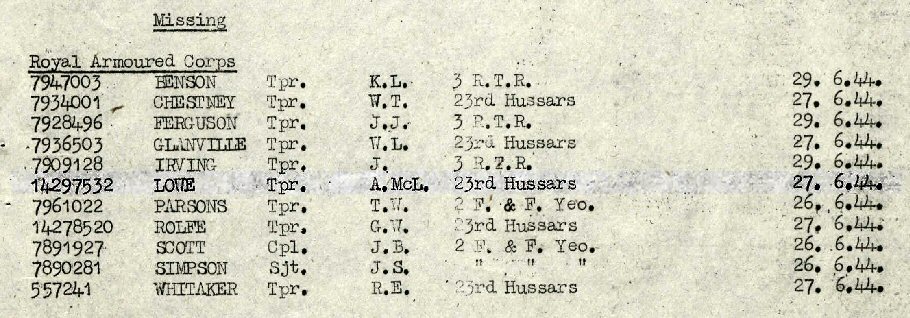 Missing
Royal Armoured Corps
7947003 BENSON Tpr. K.L. 3 R.T.R. 29. 6.44.
7934001 CHESTNEY Tpr. W.T. 23rd Hussars 27. 6.44.
7928496 FERGUSON Tpr. J.J. 3 R.T.R. 29. 6.44.
7936503 GLANVILLE Tpr. W.L. 23rd Hussars 27. 6.44.
7909128 IRVING Tpr. J. 3 R.T.R. 29. 6.44.
14297532 LOWE Tpr. A.McL. 23rd Hussars 27. 6.44.
7961022 PARSONS Tpr. T.W. 2 F. & F. Yeo. 26. 6.44.
14278520 ROLFE Tpr. G.W. 23rd Hussars 27. 6.44.
7891927 SCOTT Cpl. J.B. 2 F. & F. Yeo. 26. 6.44.
7890281 SIMPSON Sjt. J.S. " " " " 26. 6.44.
557241 WHITAKER Tpr. R.E. 23rd Hussars 27. 6.44.